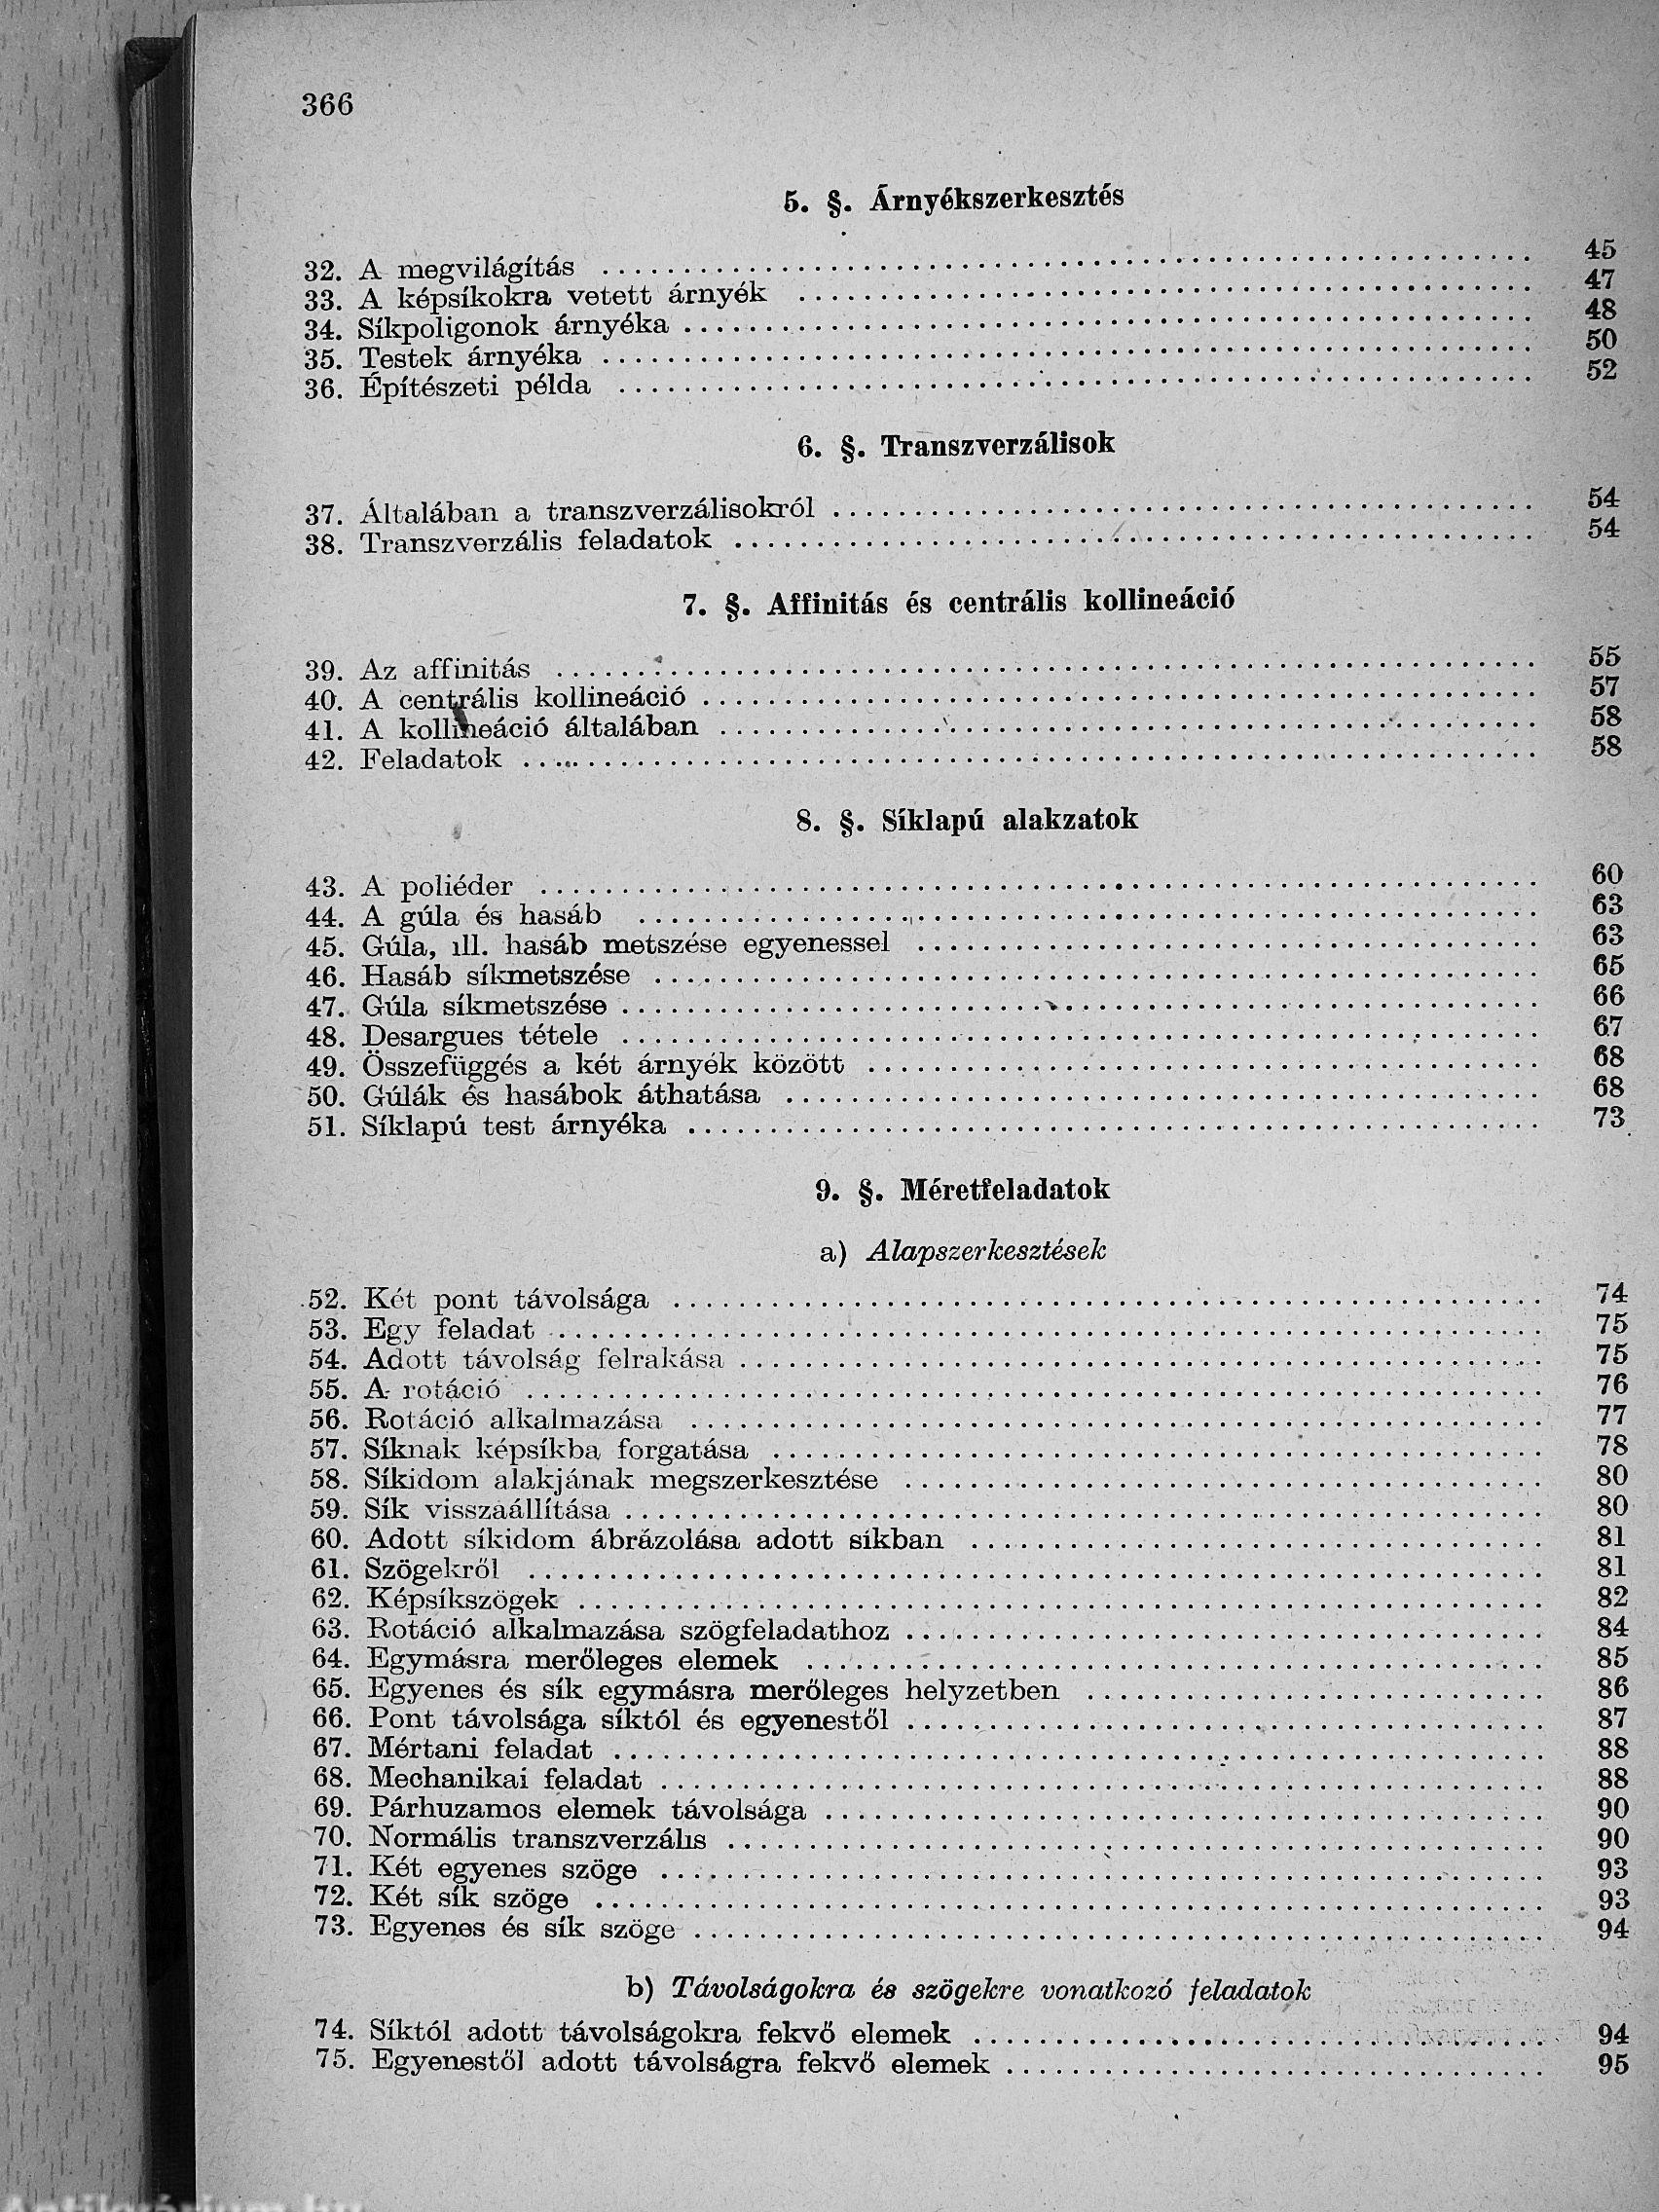 366
5. §. Árnyékszerkesztés
32. A megvilágítás 45
33. A képsíkokra vetett árnyék 47
34. Síkpoligonok árnyéka 48
35. Testek árnyéka 50
36. Építészeti példa 52
6. §. Transzverzálisok
37. Általában a transzverzálisokról 54
38. Transzverzális feladatok 54
7. §. Affinitás és centrális kollineáció
39. Az affinitás 55
40. A centrális kollineáció 57
41. A kollineáció általában 58
42. Feladatok 58
8. §. Síklapú alakzatok
43. A poliéder 60
44. A gúla és hasáb 63
45. Gúla, ill. hasáb metszése egyenessel 63
46. Hasáb síkmetszése 65
47. Gúla síkmetszése 66
48. Desargues tétele 67
49. Összefüggés a két árnyék között 68
50. Gúlák és hasábok áthatása 68
51. Síklapú test árnyéka 73
9. §. Méretfeladatok
a) Alapszerkesztések
52. Két pont távolsága 74
53. Egy feladat 75
54. Adott távolság felrakása 75
55. A rotáció 76
56. Rotáció alkalmazása 77
57. Síknak képsíkba forgatása 78
58. Síkidom alakjának megszerkesztése 80
59. Sík visszaállítása 80
60. Adott síkidom ábrázolása adott síkban 81
61. Szögekről 81
62. Képsíkszögek 82
63. Rotáció alkalmazása szögfeladathoz 84
64. Egymásra merőleges elemek 85
65. Egyenes és sík egymásra merőleges helyzetben 86
66. Pont távolsága síktól és egyenestől 87
67. Mértani feladat 88
68. Mechanikai feladat 88
69. Párhuzamos elemek távolsága 90
70. Normális transzverzális 90
71. Két egyenes szöge 93
72. Két sík szöge 93
73. Egyenes és sík szöge 94
b) Távolságokra és szögekre vonatkozó feladatok
74. Síktól adott távolságokra fekvő elemek 94
75. Egyenestől adott távolságra fekvő elemek 95